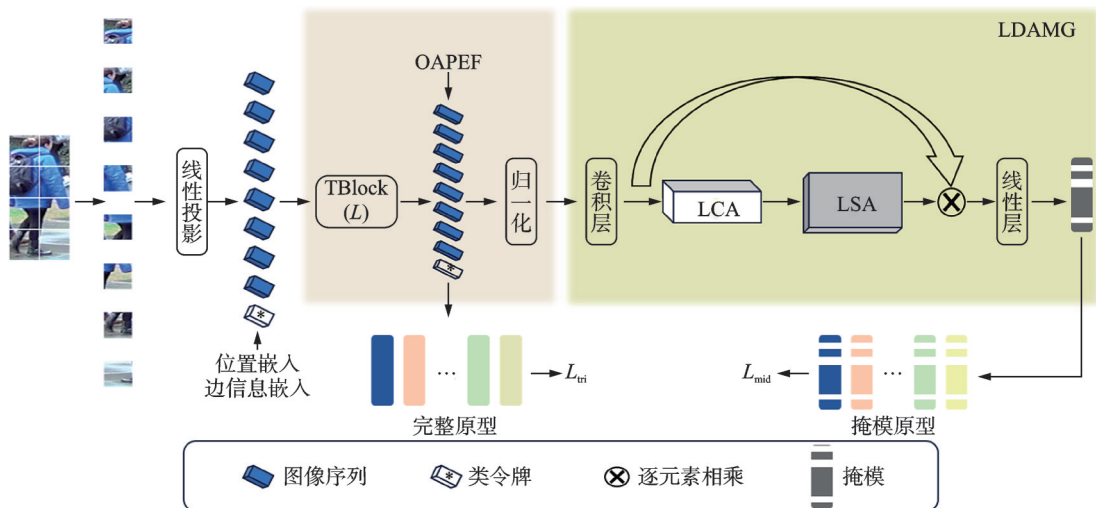 LDAMG
OAPEF
线性投影
TBlock
(L)
归一化
卷积层
LCA
LSA
线性层
*
*
位置嵌入
边信息嵌入
…
L_tri
完整原型
L_mid
…
掩模原型
图像序列
* 类令牌
逐元素相乘
掩模